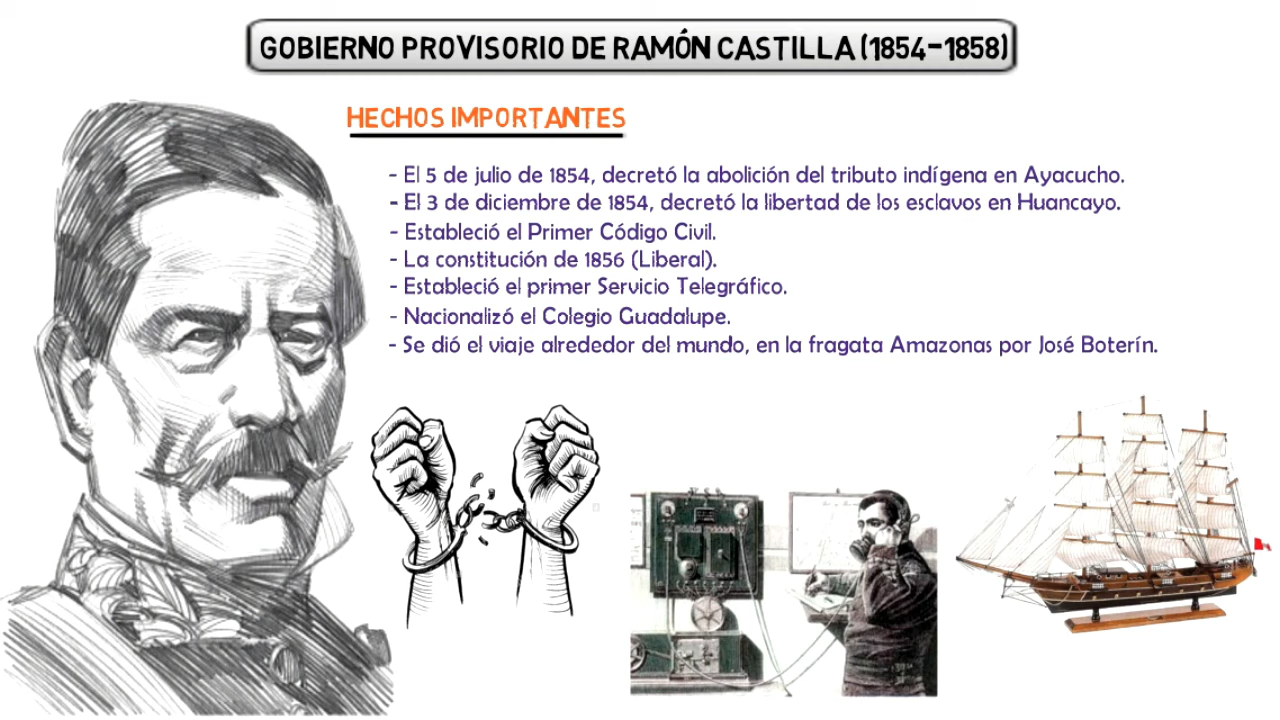 GOBIERNO PROVISORIO DE RAMÓN CASTILLA (1854-1858)
HECHOS IMPORTANTES
- El 5 de julio de 1854, decretó la abolición del tributo indígena en Ayacucho.
- El 3 de diciembre de 1854, decretó la libertad de los esclavos en Huancayo.
- Estableció el Primer Código Civil.
- La constitución de 1856 (Liberal).
- Estableció el primer Servicio Telegráfico.
- Nacionalizó el Colegio Guadalupe.
- Se dió el viaje alrededor del mundo, en la fragata Amazonas por José Boterín.